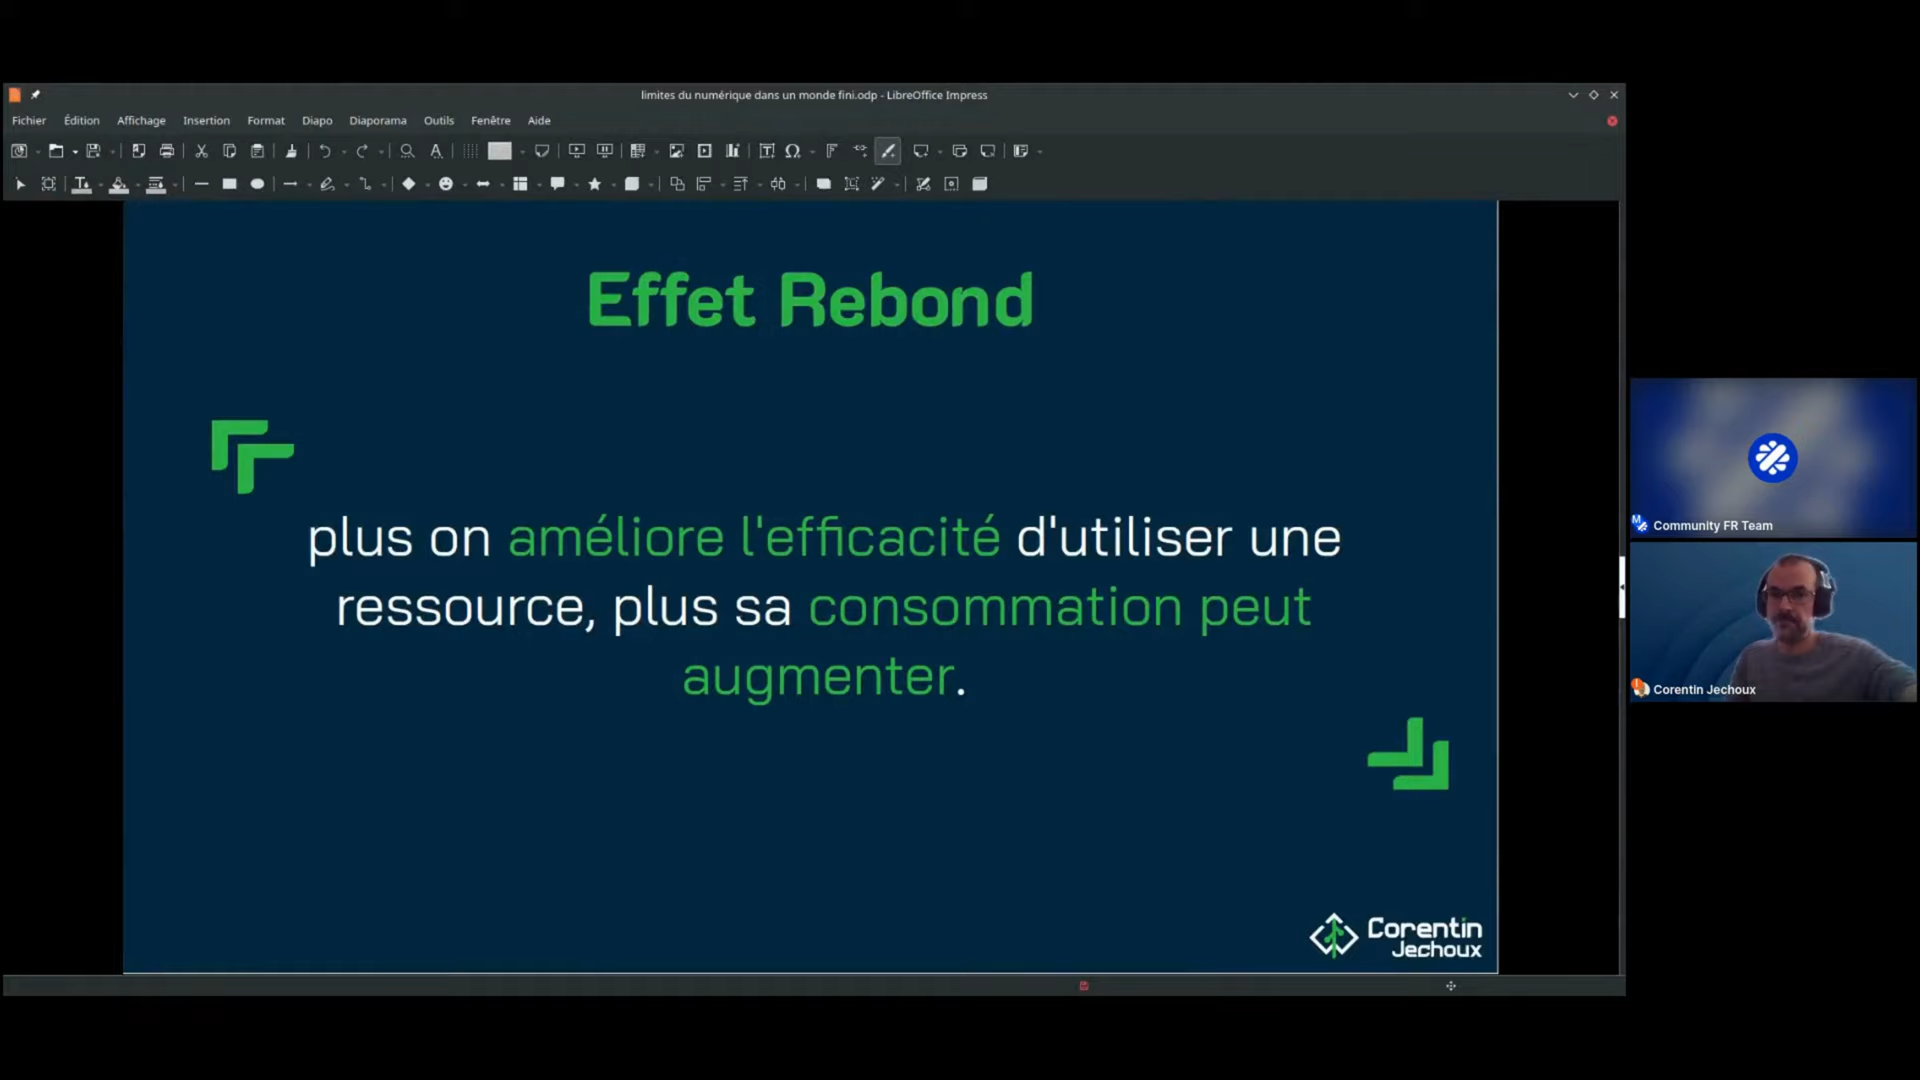 limites du numérique dans un monde fini.odp - LibreOffice Impress
Fichier Édition Affichage Insertion Format Diapo Diaporama Outils Fenêtre Aide
Effet Rebond
plus on améliore l'efficacité d'utiliser une
ressource, plus sa consommation peut
augmenter.
Community FR Team
Corentin Jechoux
Corentin
Jechoux